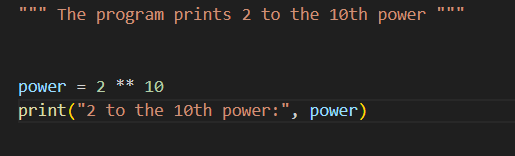 """ The program prints 2 to the 10th power """
power = 2 ** 10
print("2 to the 10th power:", power)